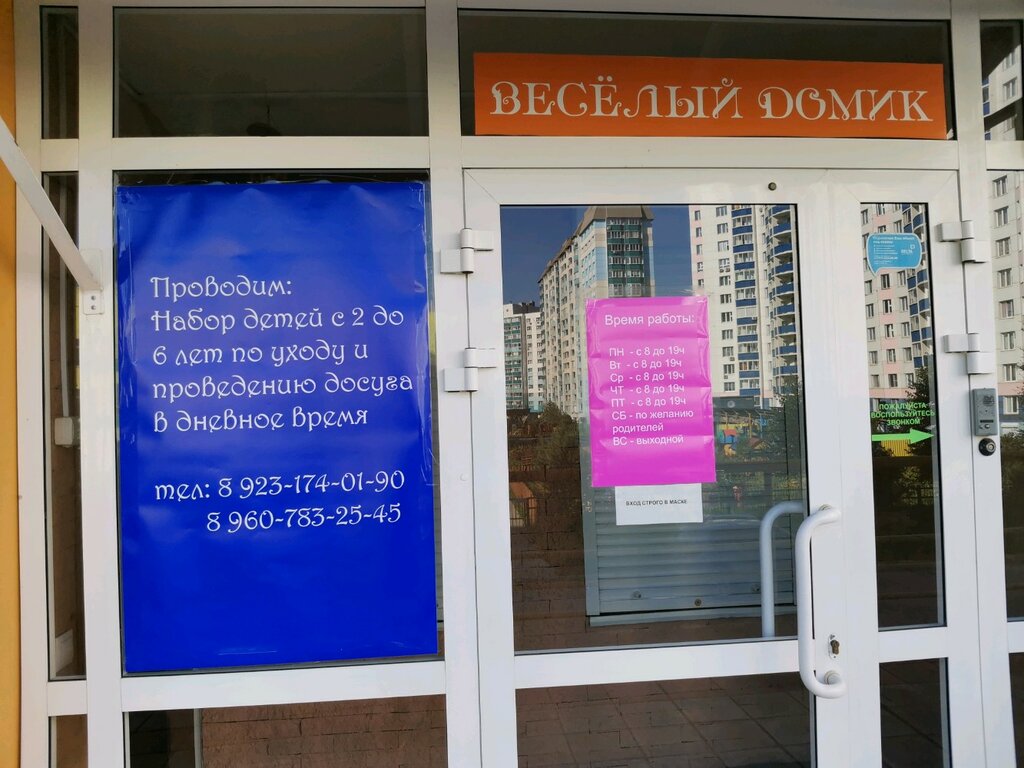 ВЕСЁЛЫЙ ДОМИК
Проводим:
Набор детей с 2 до
6 лет по уходу и
проведению досуга
в дневное время
тел: 8 923-174-01-90
8 960-783-25-45
Время работы:
ПН - с 8 до 19ч
Вт - с 8 до 19ч
Ср - с 8 до 19ч
ЧТ - с 8 до 19ч
ПТ - с 8 до 19ч
СБ - по желанию
родителей
ВС - выходной
ВХОД СТРОГО В МАСКЕ
ПОЖАЛУЙСТА
ВОСПОЛЬЗУЙТЕСЬ
ЗВОНКОМ